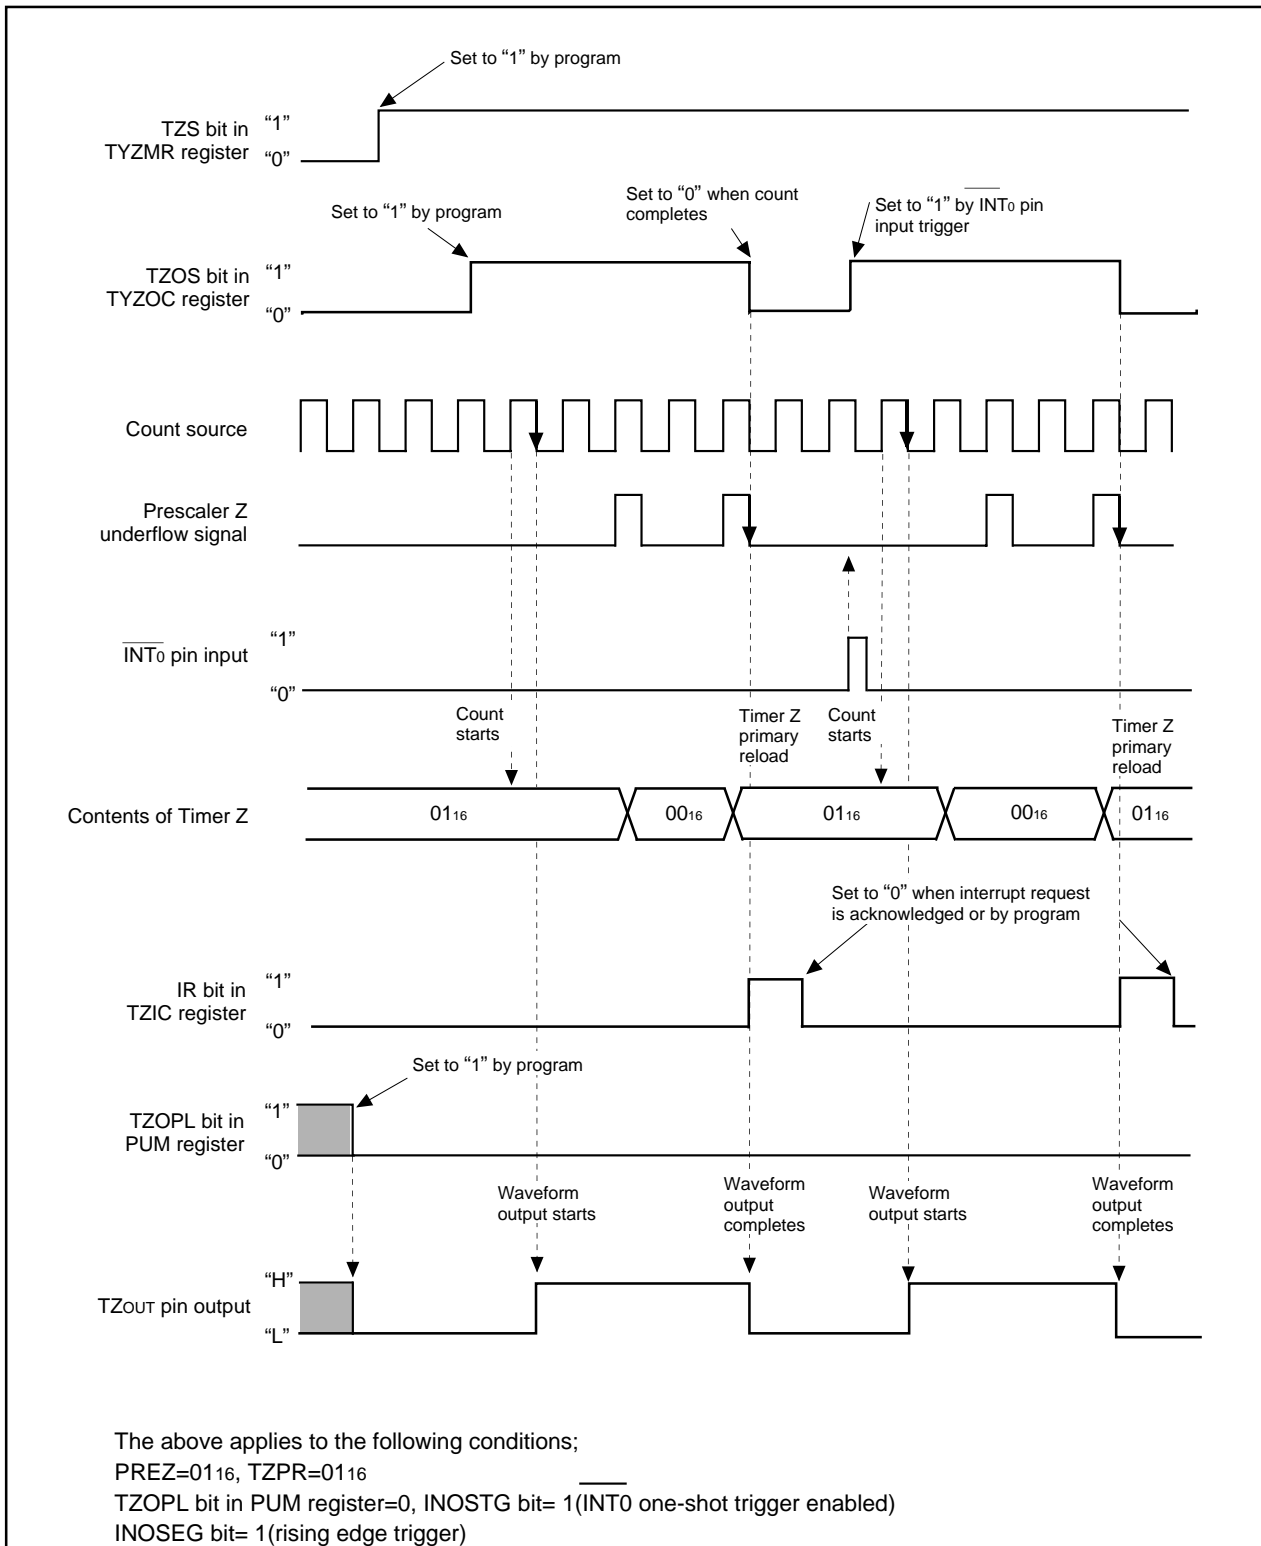 Set to “1” by program
TZS bit in
TYZMR register
“1”
“0”
Set to “1” by program
Set to “0” when count
completes
Set to “1” by INT0 pin
input trigger
TZOS bit in
TYZOC register
“1”
“0”
Count source
Prescaler Z
underflow signal
INT0 pin input
“1”
“0”
Count
starts
Timer Z
primary
reload
Count
starts
Timer Z
primary
reload
Contents of Timer Z
0116
0016
0116
0016
0116
Set to “0” when interrupt request
is acknowledged or by program
IR bit in
TZIC register
“1”
“0”
Set to “1” by program
TZOPL bit in
PUM register
“1”
“0”
Waveform
output starts
Waveform
output
completes
Waveform
output starts
Waveform
output
completes
TZOUT pin output
“H”
“L”
The above applies to the following conditions;
PREZ=0116, TZPR=0116
TZOPL bit in PUM register=0, INOSTG bit= 1(INT0 one-shot trigger enabled)
INOSEG bit= 1(rising edge trigger)